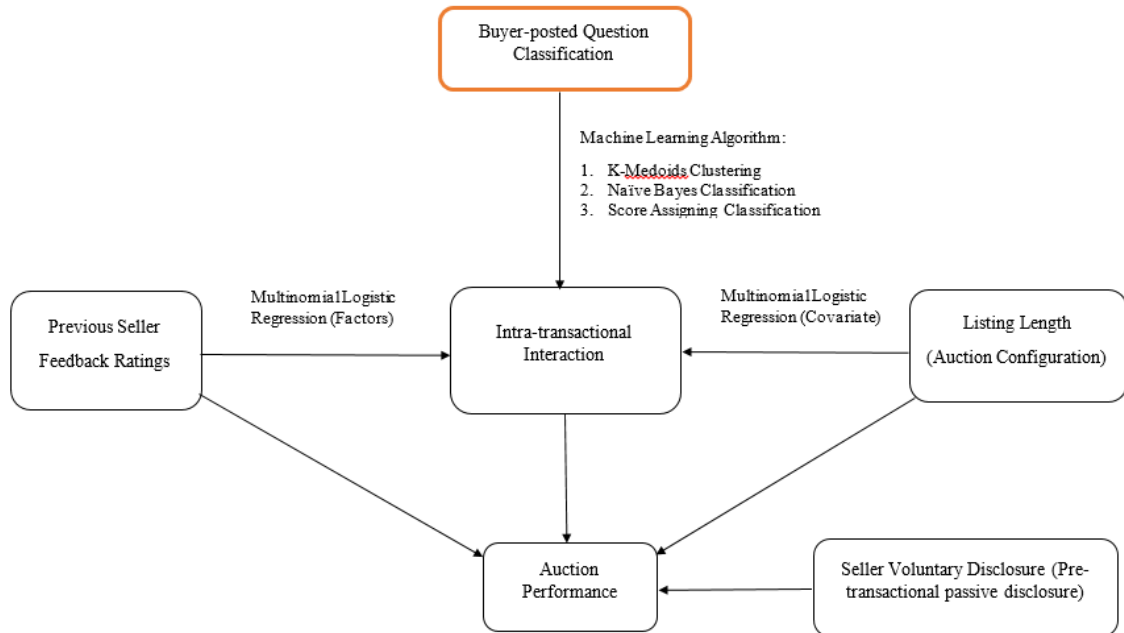 Buyer-posted Question
Classification
Machine Learning Algorithm:
1. K-Medoids Clustering
2. Naïve Bayes Classification
3. Score Assigning Classification
Multinomial Logistic
Regression (Factors)
Multinomial Logistic
Regression (Covariate)
Previous Seller
Feedback Ratings
Intra-transactional
Interaction
Listing Length
(Auction Configuration)
Auction
Performance
Seller Voluntary Disclosure (Pre-
transactional passive disclosure)